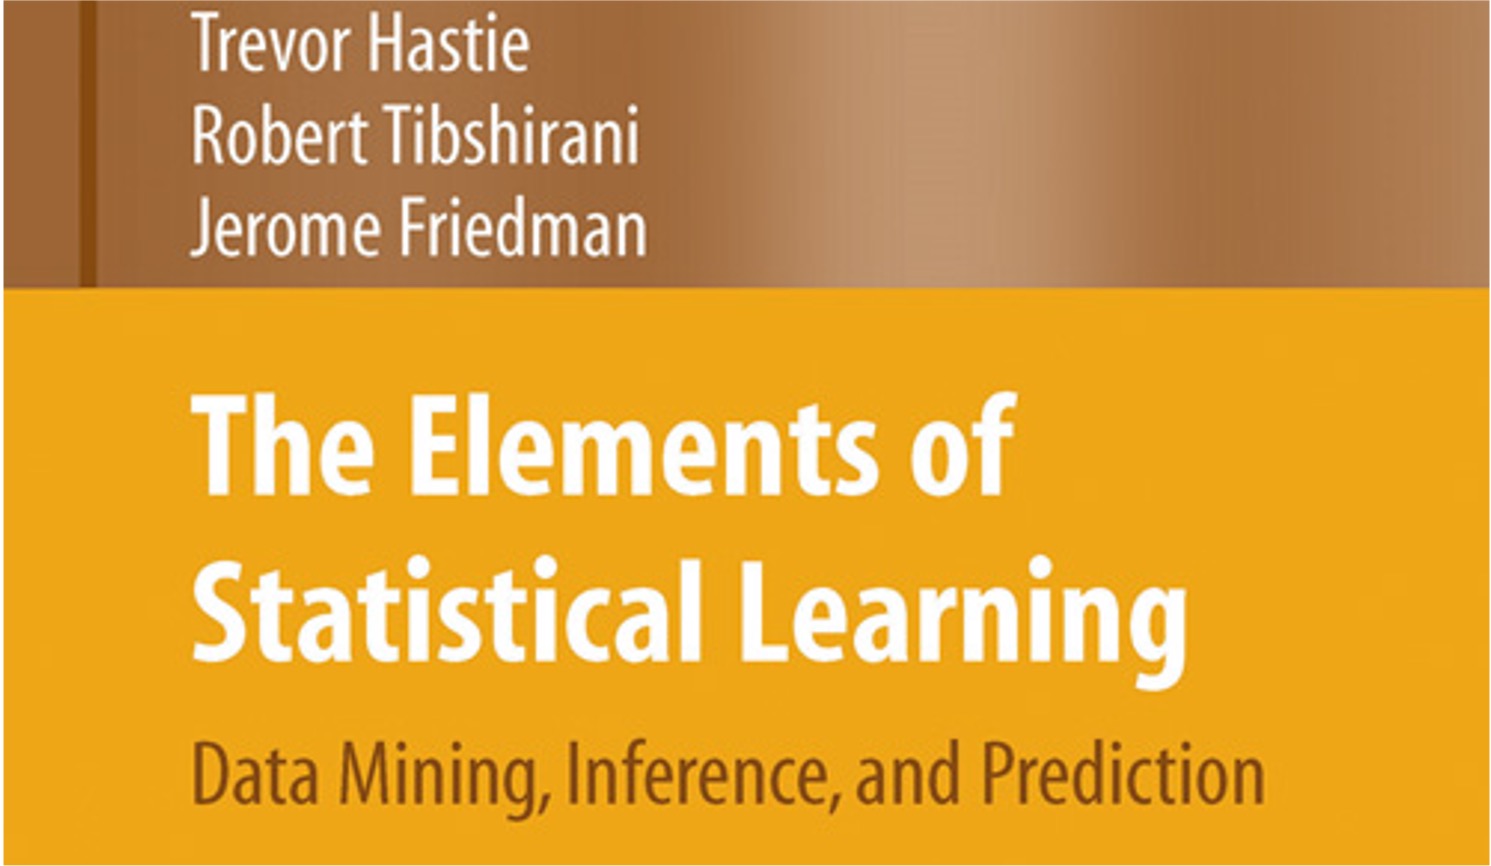 Trevor Hastie
Robert Tibshirani
Jerome Friedman
The Elements of
Statistical Learning
Data Mining, Inference, and Prediction